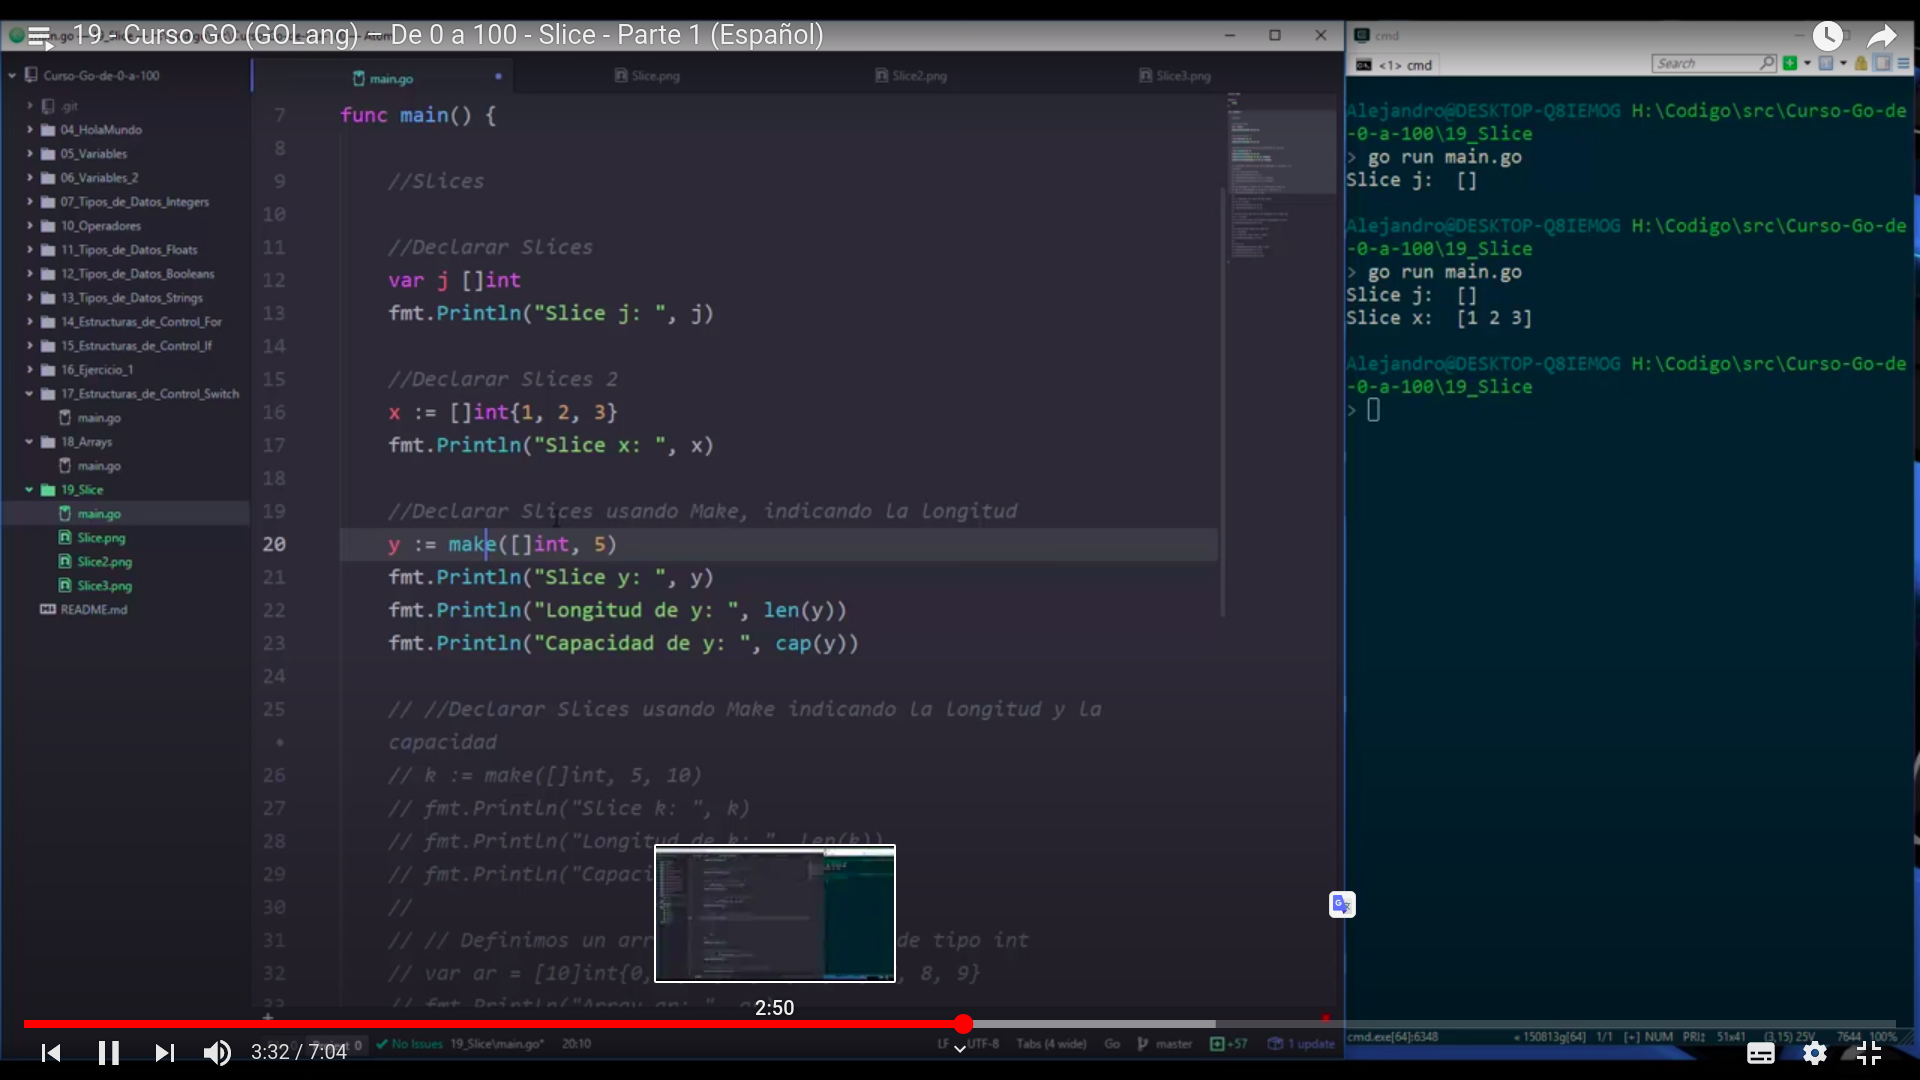 19 - Curso GO (GOLang) — De 0 a 100 - Slice - Parte 1 (Español)
Curso-Go-de-0-a-100
.git
04_HolaMundo
05_Variables
06_Variables_2
07_Tipos_de_Datos_Integers
10_Operadores
11_Tipos_de_Datos_Floats
12_Tipos_de_Datos_Booleans
13_Tipos_de_Datos_Strings
14_Estructuras_de_Control_For
15_Estructuras_de_Control_If
16_Ejercicio_1
17_Estructuras_de_Control_Switch
main.go
18_Arrays
main.go
19_Slice
main.go
Slice.png
Slice2.png
Slice3.png
README.md
main.go Slice.png Slice2.png Slice3.png
7 func main() {
8
9 //Slices
10
11 //Declarar Slices
12 var j []int
13 fmt.Println("Slice j: ", j)
14
15 //Declarar Slices 2
16 x := []int{1, 2, 3}
17 fmt.Println("Slice x: ", x)
18
19 //Declarar Slices usando Make, indicando la longitud
20 y := make([]int, 5)
21 fmt.Println("Slice y: ", y)
22 fmt.Println("Longitud de y: ", len(y))
23 fmt.Println("Capacidad de y: ", cap(y))
24
25 // //Declarar Slices usando Make indicando la longitud y la
• capacidad
26 // k := make([]int, 5, 10)
27 // fmt.Println("Slice k: ", k)
28 // fmt.Println("Longitud de k: ", len(k))
29 // fmt.Println("Capaci
30 //
31 // // Definimos un arr de tipo int
32 // var ar = [10]int{0, , 8, 9}
33 // fmt.Println("Array ar: ",
cmd
<1> cmd Search
Alejandro@DESKTOP-Q8IEMOG H:\Codigo\src\Curso-Go-de
-0-a-100\19_Slice
> go run main.go
Slice j: []
Alejandro@DESKTOP-Q8IEMOG H:\Codigo\src\Curso-Go-de
-0-a-100\19_Slice
> go run main.go
Slice j: []
Slice x: [1 2 3]
Alejandro@DESKTOP-Q8IEMOG H:\Codigo\src\Curso-Go-de
-0-a-100\19_Slice
>
2:50
3:32 / 7:04
0 No Issues 19_Slice\main.go* 20:10 LF UTF-8 Tabs (4 wide) Go master +57 1 update
cmd.exe[64]:6348 « 150813g[64] 1/1 [+] NUM PRI: 51x41 (3,15) 25V 7644 100%